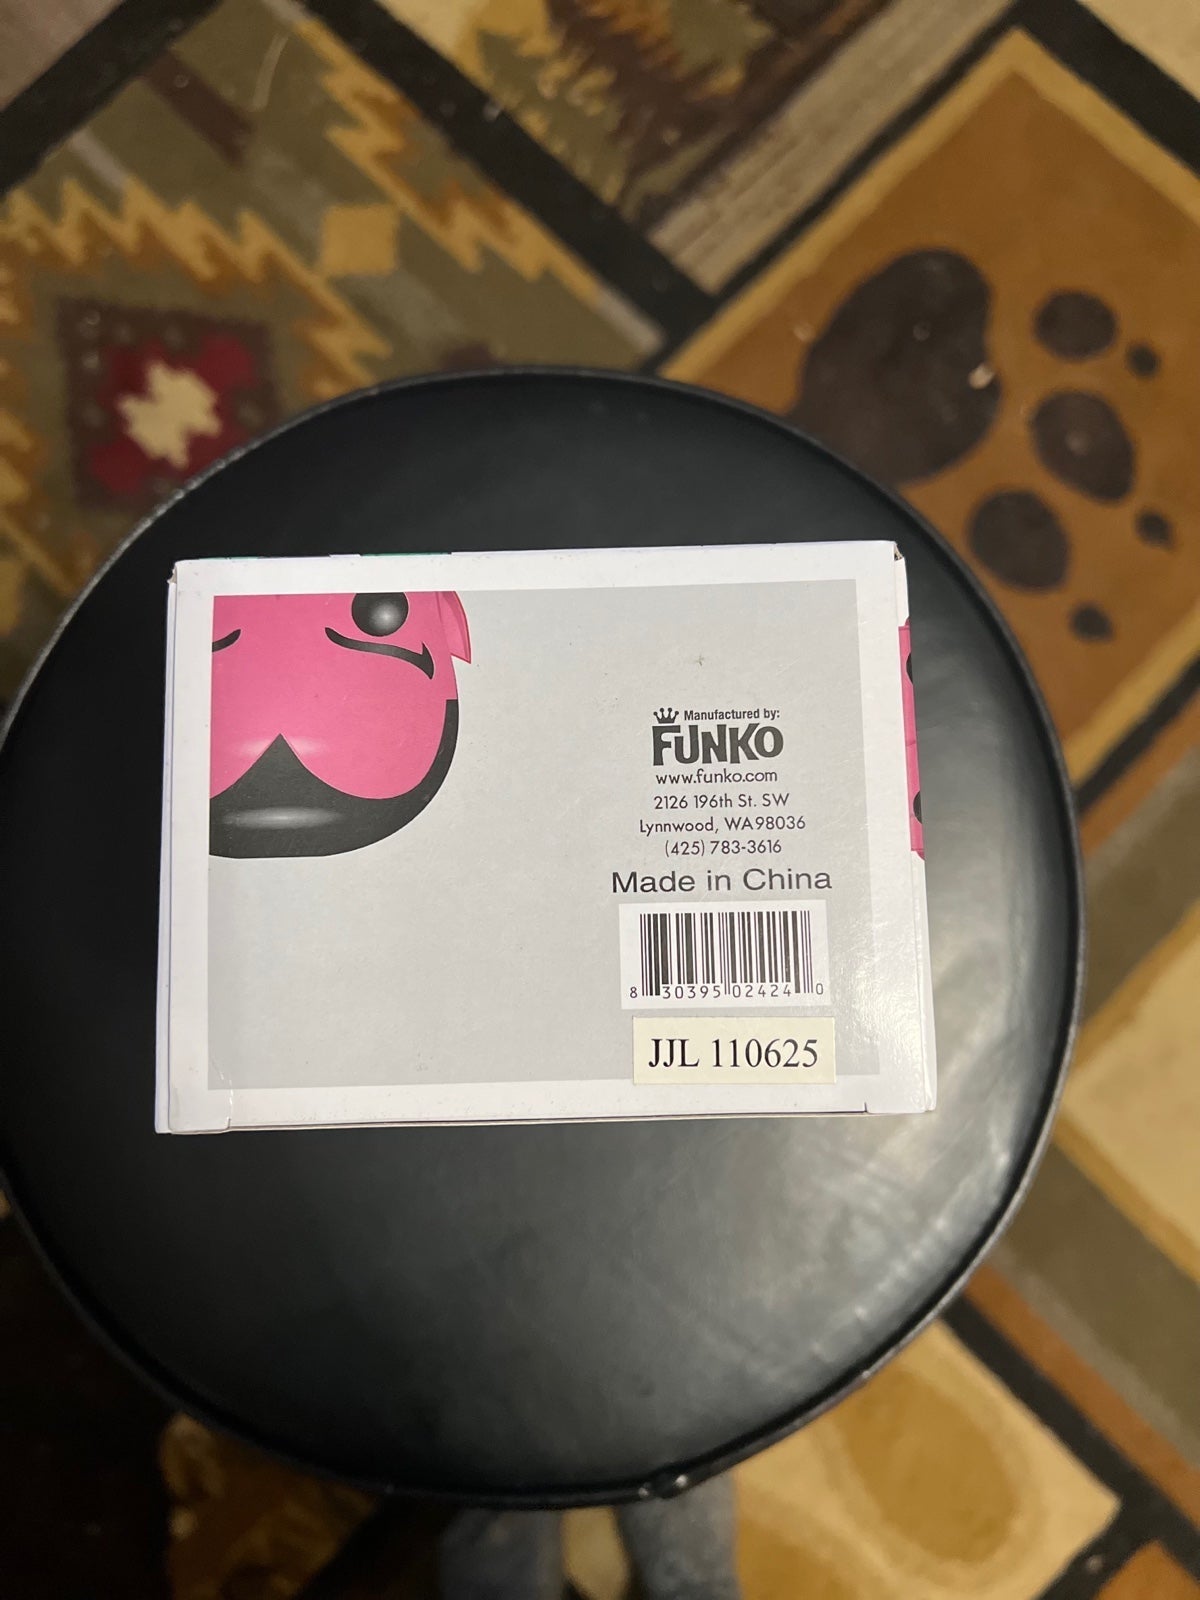 Manufactured by:
FUNKO
www.funko.com
2126 196th St. SW
Lynnwood, WA98036
(425) 783-3616
Made in China
8 30395 02424 0
JJL 110625